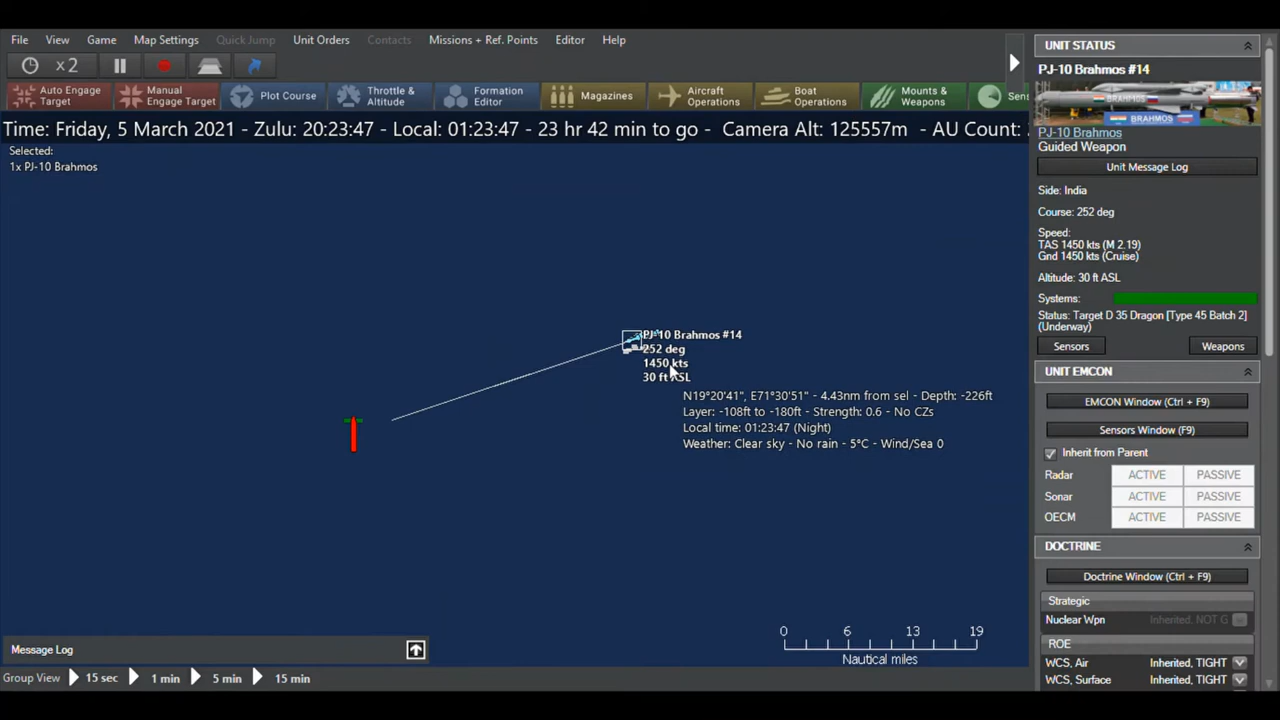 File View Game Map Settings Quick Jump Unit Orders Contacts Missions + Ref. Points Editor Help
x 2
Auto Engage Target
Manual Engage Target
Plot Course
Throttle & Altitude
Formation Editor
Magazines
Aircraft Operations
Boat Operations
Mounts & Weapons
Sen
Time: Friday, 5 March 2021 - Zulu: 20:23:47 - Local: 01:23:47 - 23 hr 42 min to go - Camera Alt: 125557m - AU Count:
Selected:
1x PJ-10 Brahmos
PJ-10 Brahmos #14
252 deg
1450 kts
30 ft ASL
N19°20'41", E71°30'51" - 4.43nm from sel - Depth: -226ft
Layer: -108ft to -180ft - Strength: 0.6 - No CZs
Local time: 01:23:47 (Night)
Weather: Clear sky - No rain - 5°C - Wind/Sea 0
0 6 13 19
Nautical miles
Message Log
Group View 15 sec 1 min 5 min 15 min
UNIT STATUS
PJ-10 Brahmos #14
BRAHMOS
BRAHMOS
PJ-10 Brahmos
Guided Weapon
Unit Message Log
Side: India
Course: 252 deg
Speed:
TAS 1450 kts (M 2.19)
Gnd 1450 kts (Cruise)
Altitude: 30 ft ASL
Systems:
Status: Target D 35 Dragon [Type 45 Batch 2]
(Underway)
Sensors Weapons
UNIT EMCON
EMCON Window (Ctrl + F9)
Sensors Window (F9)
Inherit from Parent
Radar ACTIVE PASSIVE
Sonar ACTIVE PASSIVE
OECM ACTIVE PASSIVE
DOCTRINE
Doctrine Window (Ctrl + F9)
Strategic
Nuclear Wpn Inherited, NOT G
ROE
WCS, Air Inherited, TIGHT
WCS, Surface Inherited, TIGHT